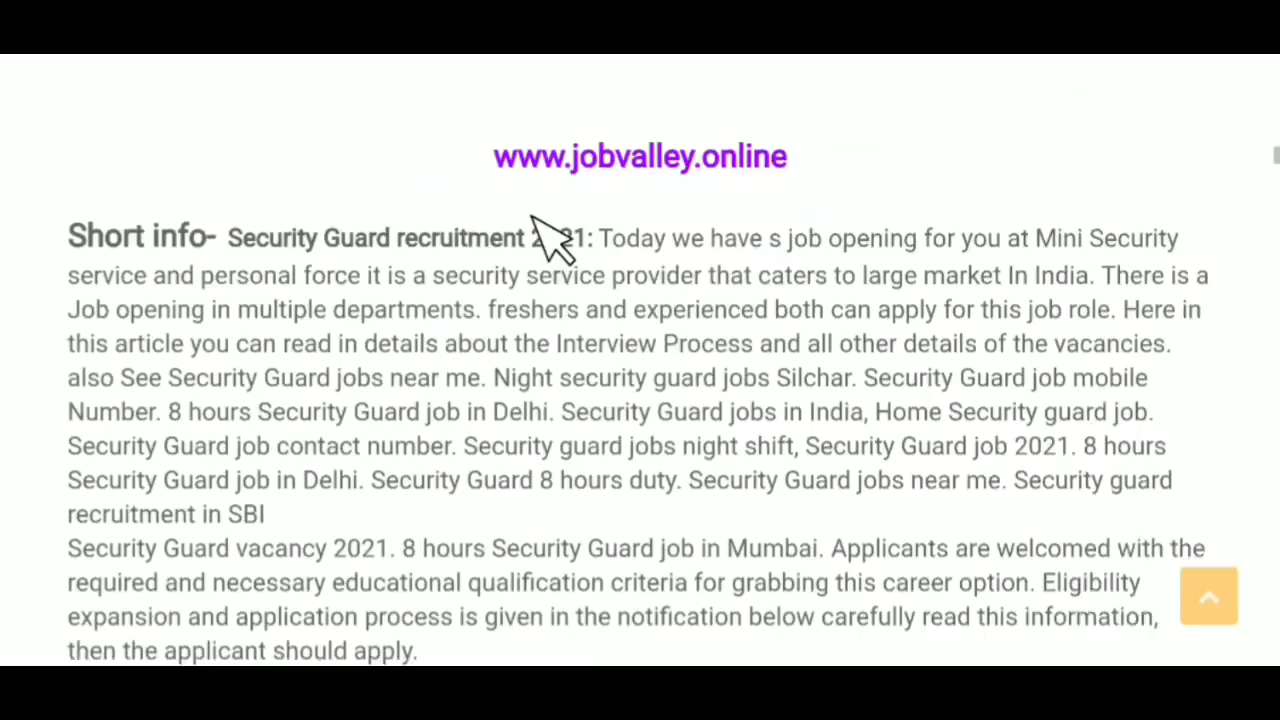 www.jobvalley.online
Short info- Security Guard recruitment 2021: Today we have s job opening for you at Mini Security
service and personal force it is a security service provider that caters to large market In India. There is a
Job opening in multiple departments. freshers and experienced both can apply for this job role. Here in
this article you can read in details about the Interview Process and all other details of the vacancies.
also See Security Guard jobs near me. Night security guard jobs Silchar. Security Guard job mobile
Number. 8 hours Security Guard job in Delhi. Security Guard jobs in India, Home Security guard job.
Security Guard job contact number. Security guard jobs night shift, Security Guard job 2021. 8 hours
Security Guard job in Delhi. Security Guard 8 hours duty. Security Guard jobs near me. Security guard
recruitment in SBI
Security Guard vacancy 2021. 8 hours Security Guard job in Mumbai. Applicants are welcomed with the
required and necessary educational qualification criteria for grabbing this career option. Eligibility
expansion and application process is given in the notification below carefully read this information,
then the applicant should apply.